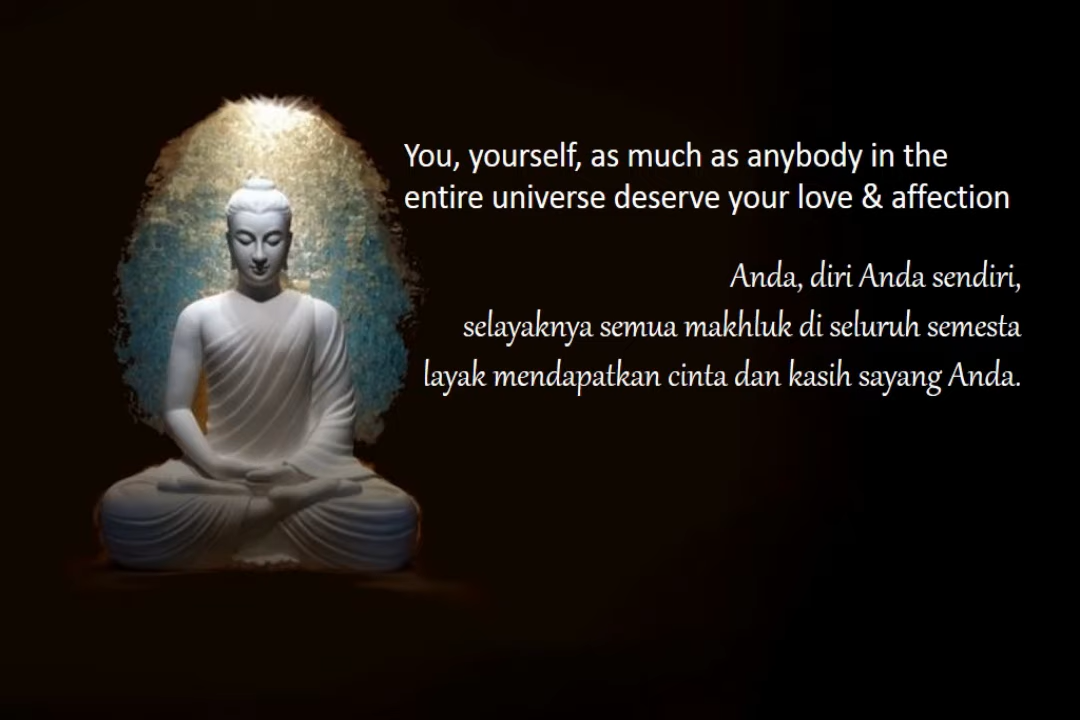 You, yourself, as much as anybody in the
entire universe deserve your love & affection
Anda, diri Anda sendiri,
selayaknya semua makhluk di seluruh semesta
layak mendapatkan cinta dan kasih sayang Anda.